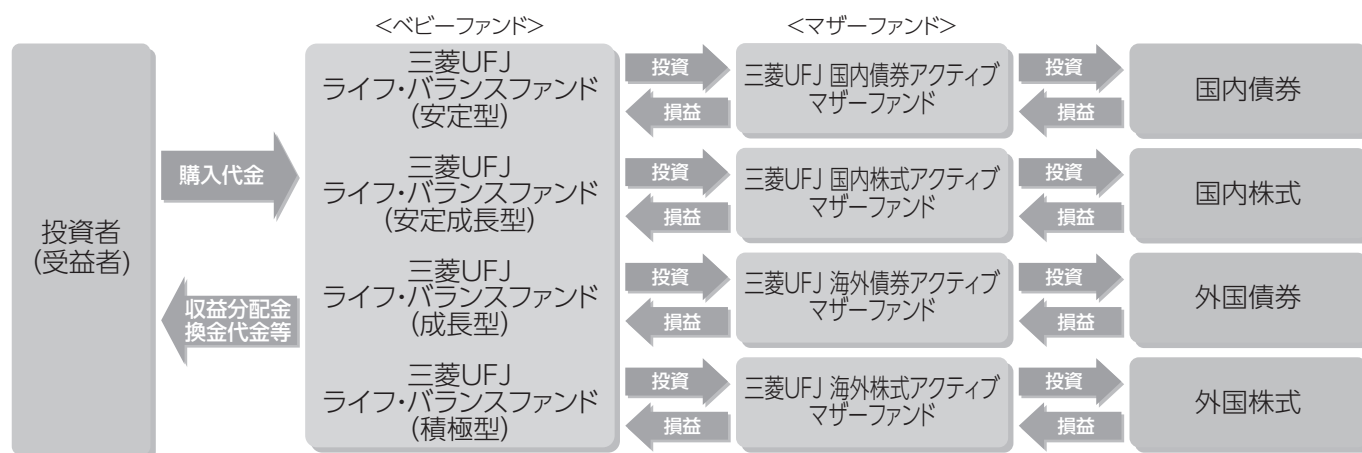 <ベビーファンド>
<マザーファンド>
投資者
(受益者)
購入代金
収益分配金
換金代金等
三菱UFJ
ライフ・バランスファンド
(安定型)
三菱UFJ
ライフ・バランスファンド
(安定成長型)
三菱UFJ
ライフ・バランスファンド
(成長型)
三菱UFJ
ライフ・バランスファンド
(積極型)
投資
損益
三菱UFJ 国内債券アクティブ
マザーファンド
投資
損益
国内債券
投資
損益
三菱UFJ 国内株式アクティブ
マザーファンド
投資
損益
国内株式
投資
損益
三菱UFJ 海外債券アクティブ
マザーファンド
投資
損益
外国債券
投資
損益
三菱UFJ 海外株式アクティブ
マザーファンド
投資
損益
外国株式